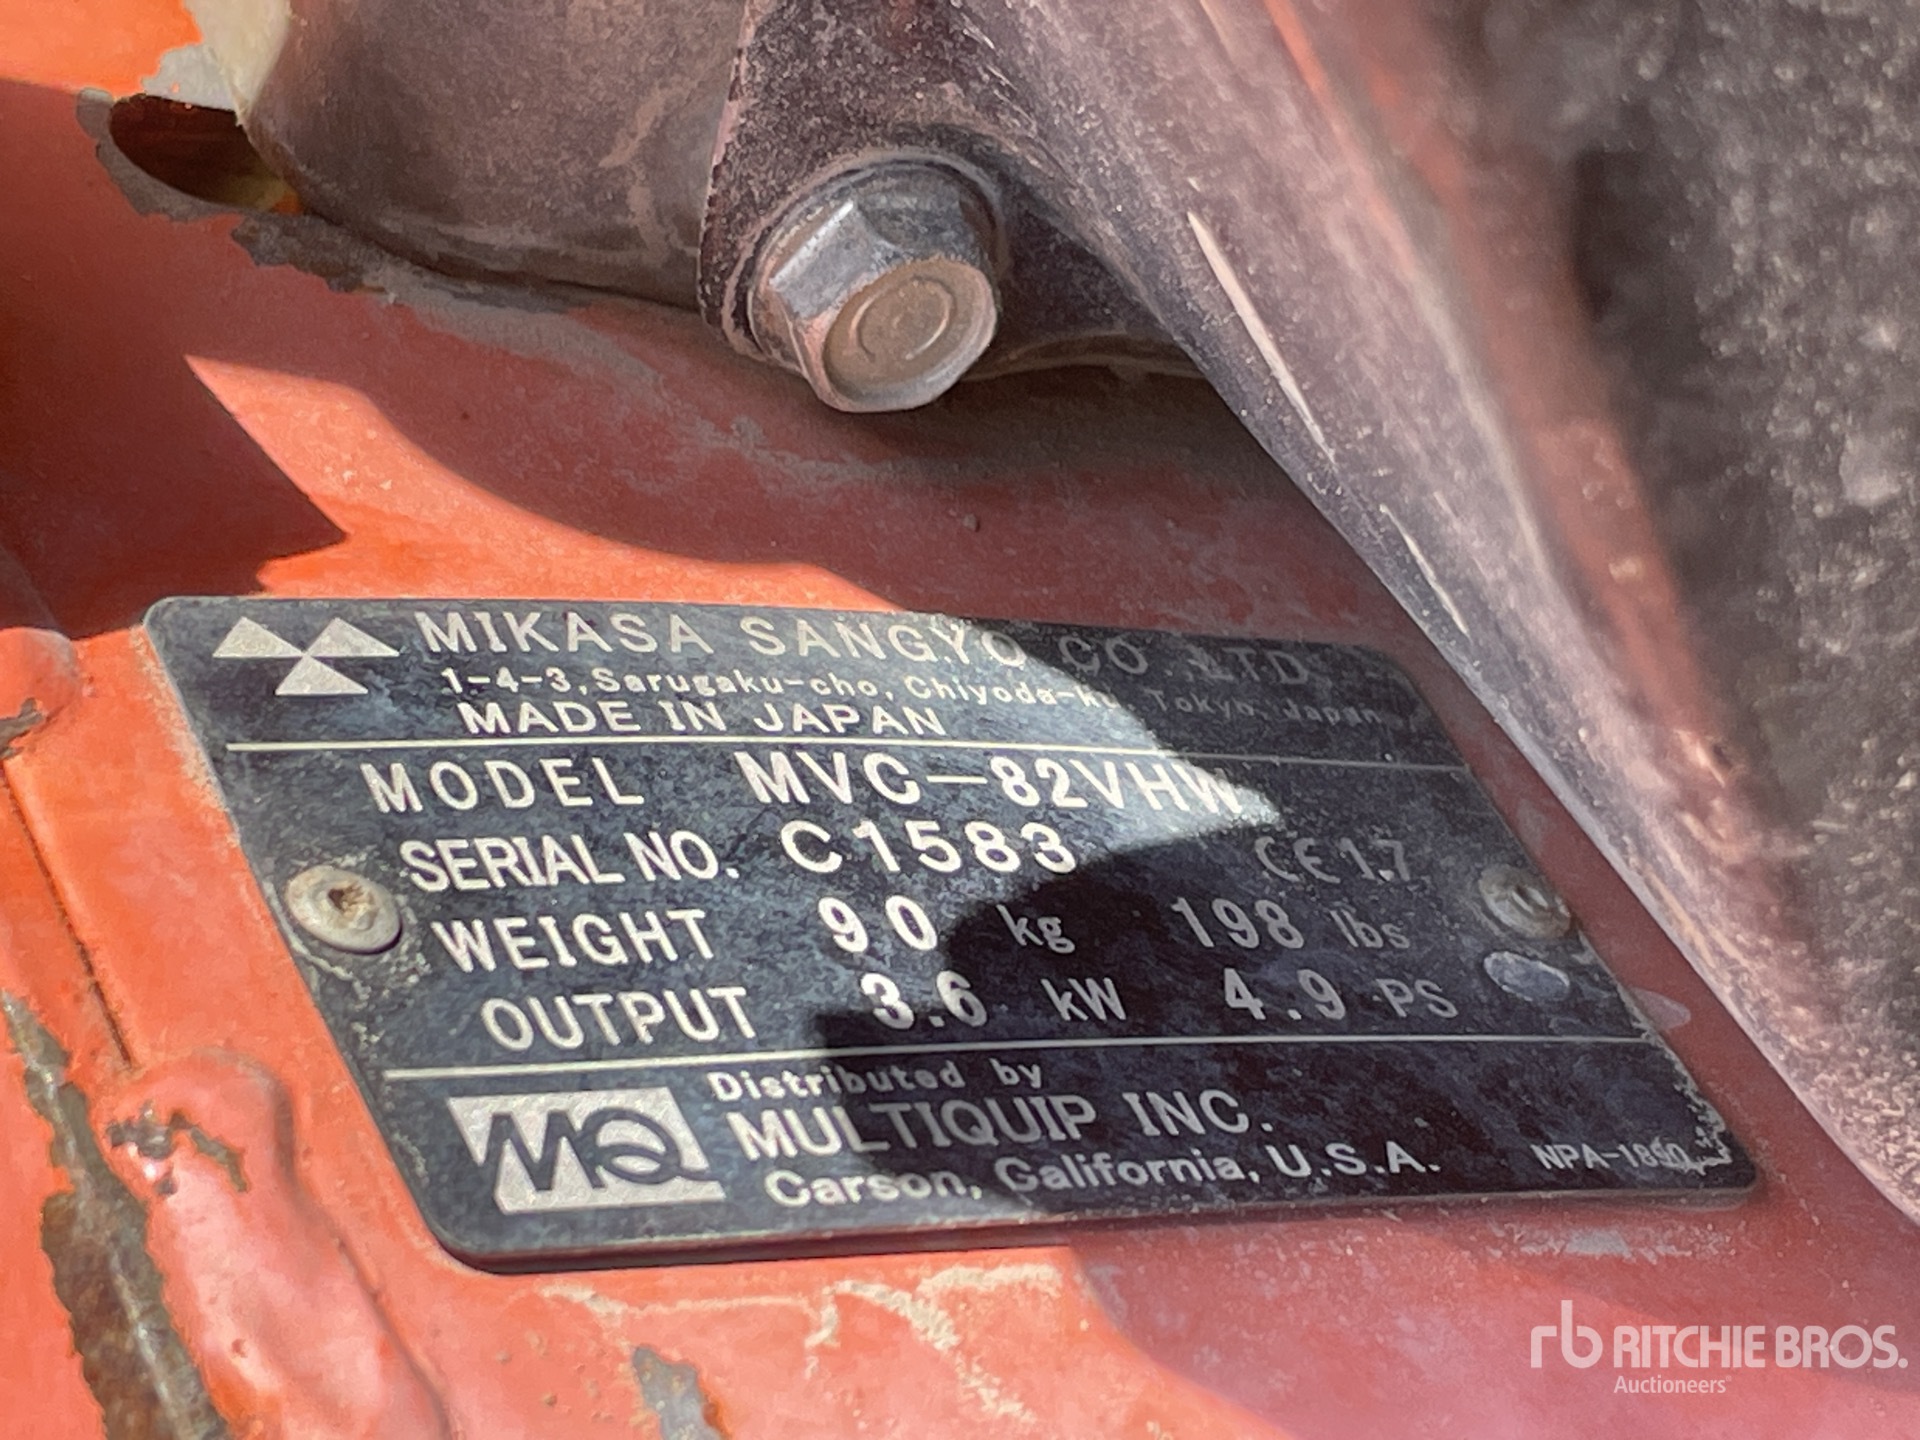 MIKASA SANGYO CO., LTD.
1-4-3, Sarugaku-cho, Chiyoda-ku, Tokyo, Japan
MADE IN JAPAN
MODEL MVC-82VHW
SERIAL NO. C1583 CE 1.7
WEIGHT 90 kg 198 lbs
OUTPUT 3.6 kW 4.9 PS
MQ
Distributed by
MULTIQUIP INC.
Carson, California, U.S.A.
NPA-1890
rb RITCHIE BROS.
Auctioneers